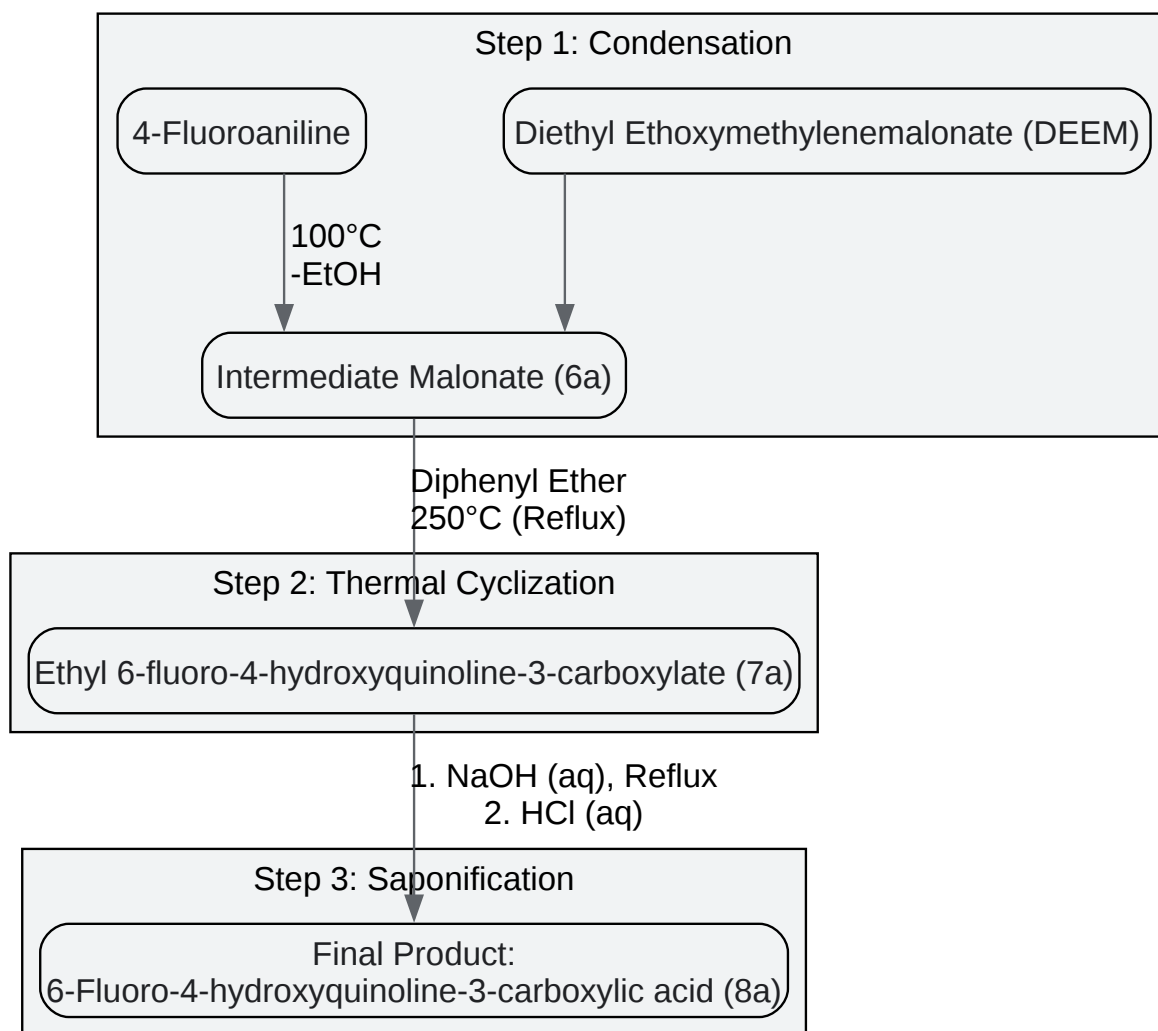 Step 1: Condensation
4-Fluoroaniline
Diethyl Ethoxymethylenemalonate (DEEM)
100°C
-EtOH
Intermediate Malonate (6a)
Diphenyl Ether
250°C (Reflux)
Step 2: Thermal Cyclization
Ethyl 6-fluoro-4-hydroxyquinoline-3-carboxylate (7a)
1. NaOH (aq), Reflux
2. HCl (aq)
Step 3: Saponification
Final Product:
6-Fluoro-4-hydroxyquinoline-3-carboxylic acid (8a)